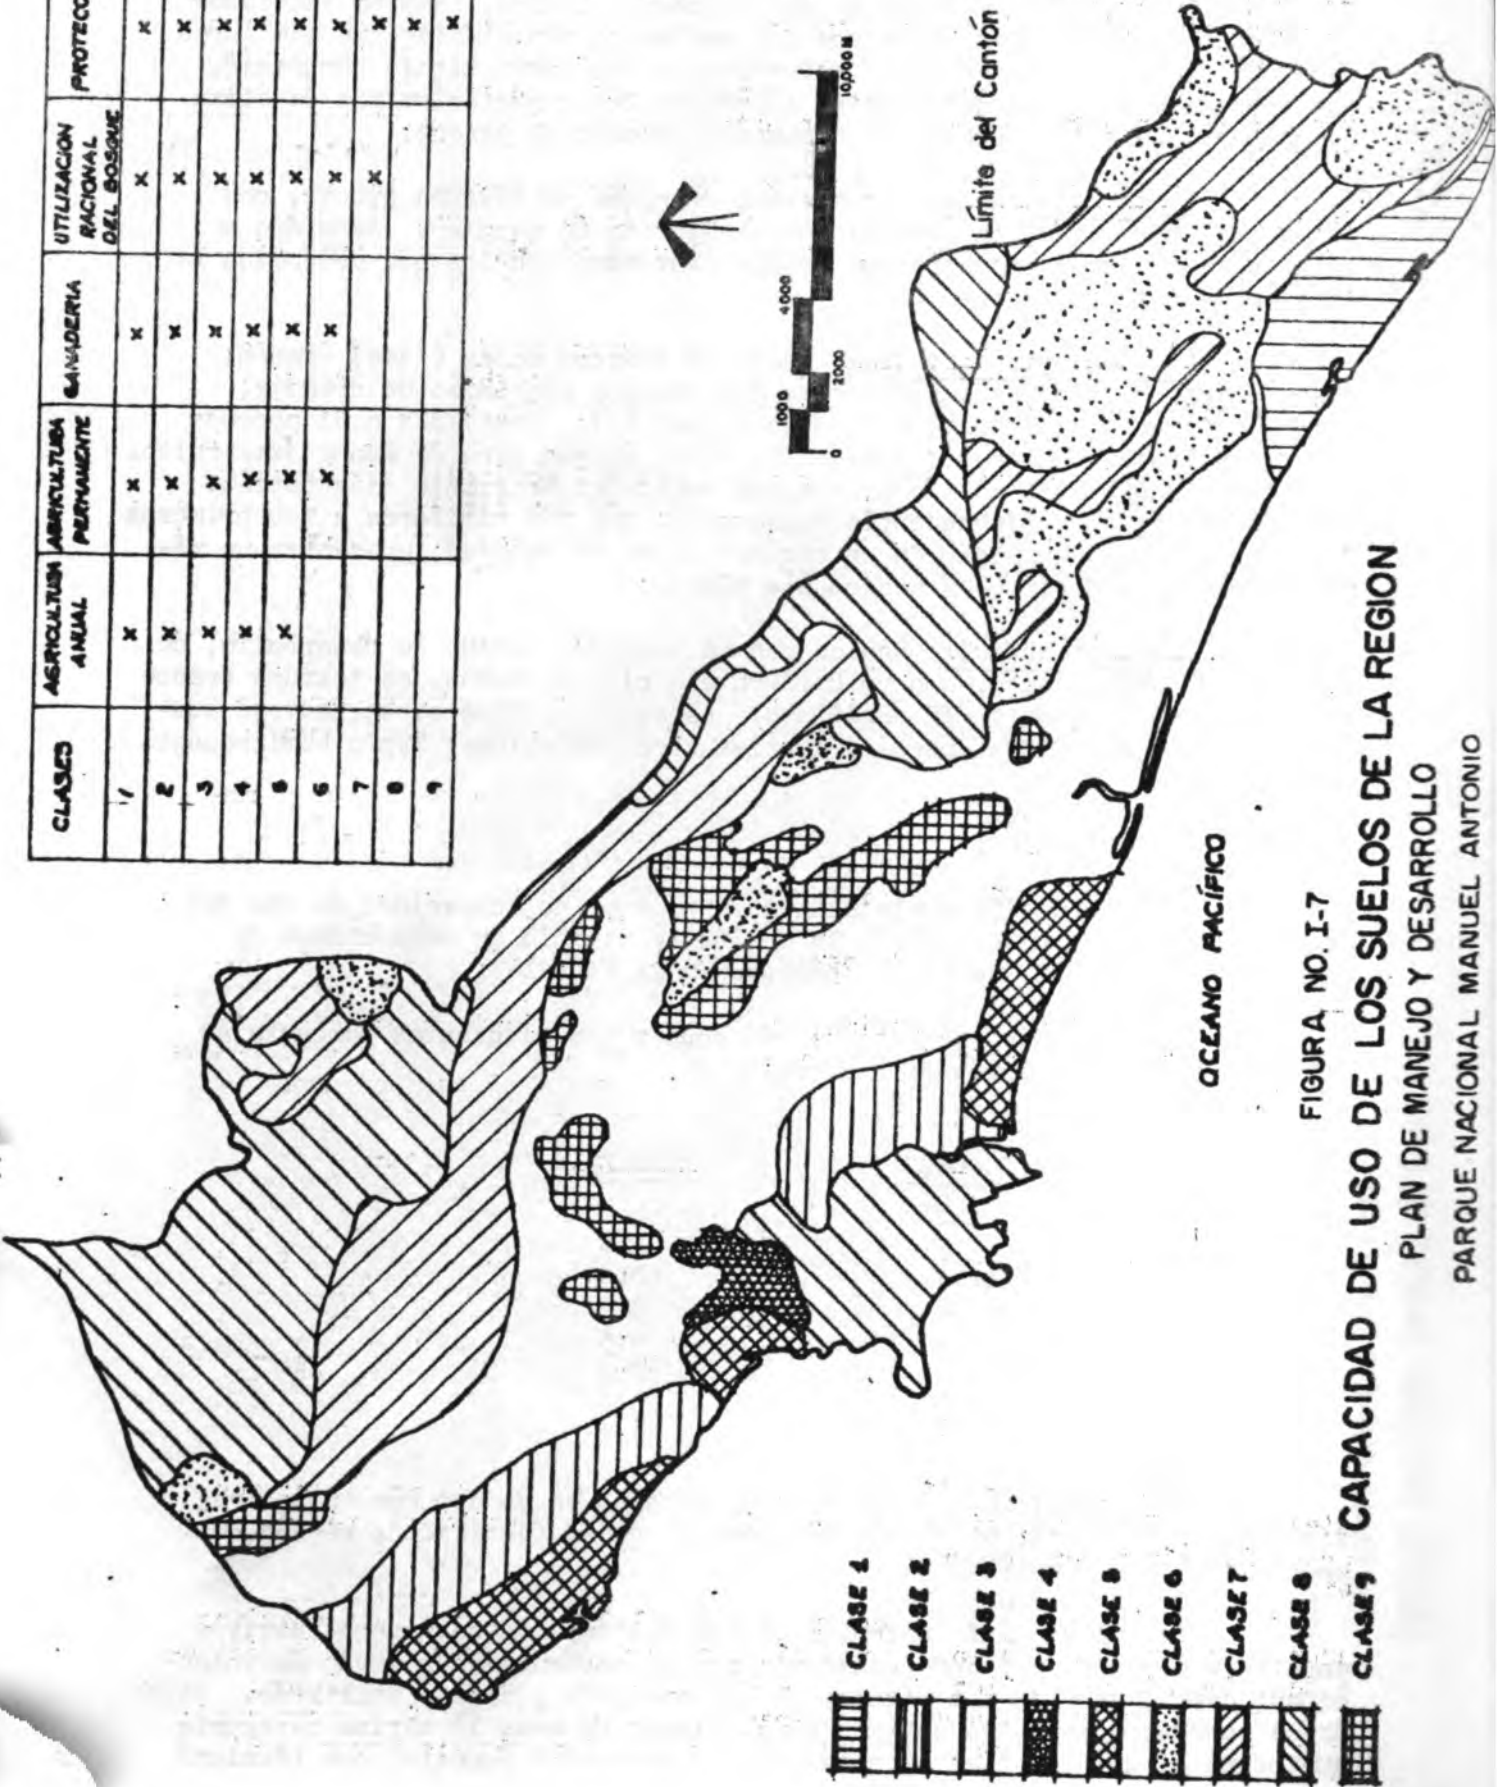 CLASES AGRICULTURA ANUAL AGRICULTURA PERMANENTE GANADERIA UTILIZACION RACIONAL DEL BOSQUE
1 x x x x x
2 x x x x x
3 x x x x x
4 x x x x x
5 x x x x x
6 x x x x
7 x x
8 x
9 x
0 1000 2000 4000 10,000 M
Límite del Cantón
OCEANO PACÍFICO
CLASE 1
CLASE 2
CLASE 3
CLASE 4
CLASE 5
CLASE 6
CLASE 7
CLASE 8
CLASE 9
FIGURA NO. I-7
CAPACIDAD DE USO DE LOS SUELOS DE LA REGION
PLAN DE MANEJO Y DESARROLLO
PARQUE NACIONAL MANUEL ANTONIO